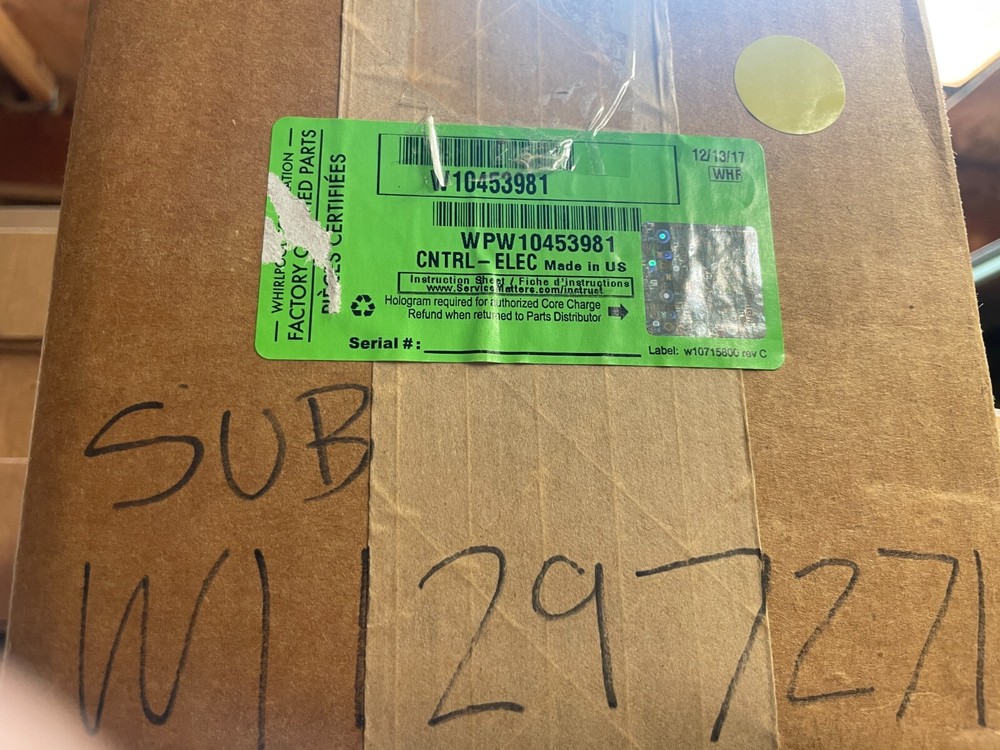 WHIRLPOOL
FACTORY
PIÈCES CERTIFIÉES
PARTS
W10453981
12/13/17
WHR
WPW10453981
CNTRL-ELEC Made in US
Instruction Sheet / Fiche d'instructions
www.ServiceMatters.com/instruct
Hologram required for authorized Core Charge
Refund when returned to Parts Distributor
Serial #:
Label: w10715800 rev C
SUB
W11297271